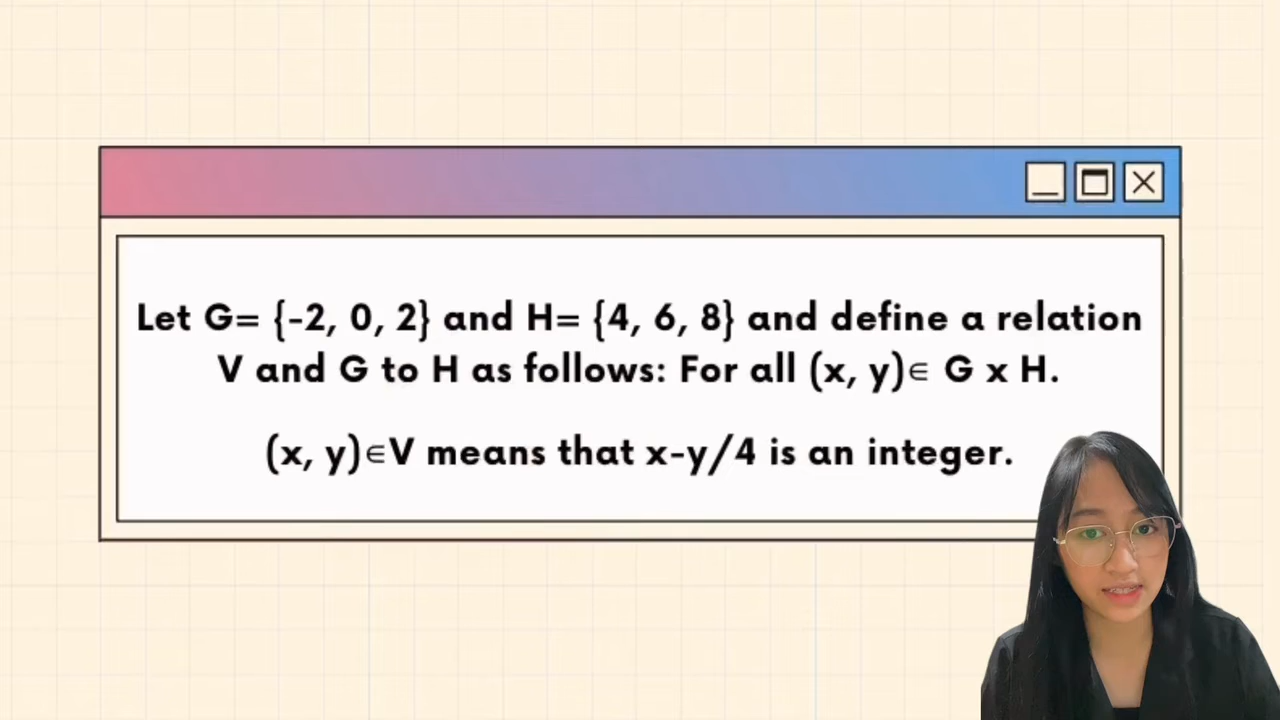 Let G= {-2, 0, 2} and H= {4, 6, 8} and define a relation
V and G to H as follows: For all (x, y)∈ G x H.
(x, y)∈V means that x-y/4 is an integer.